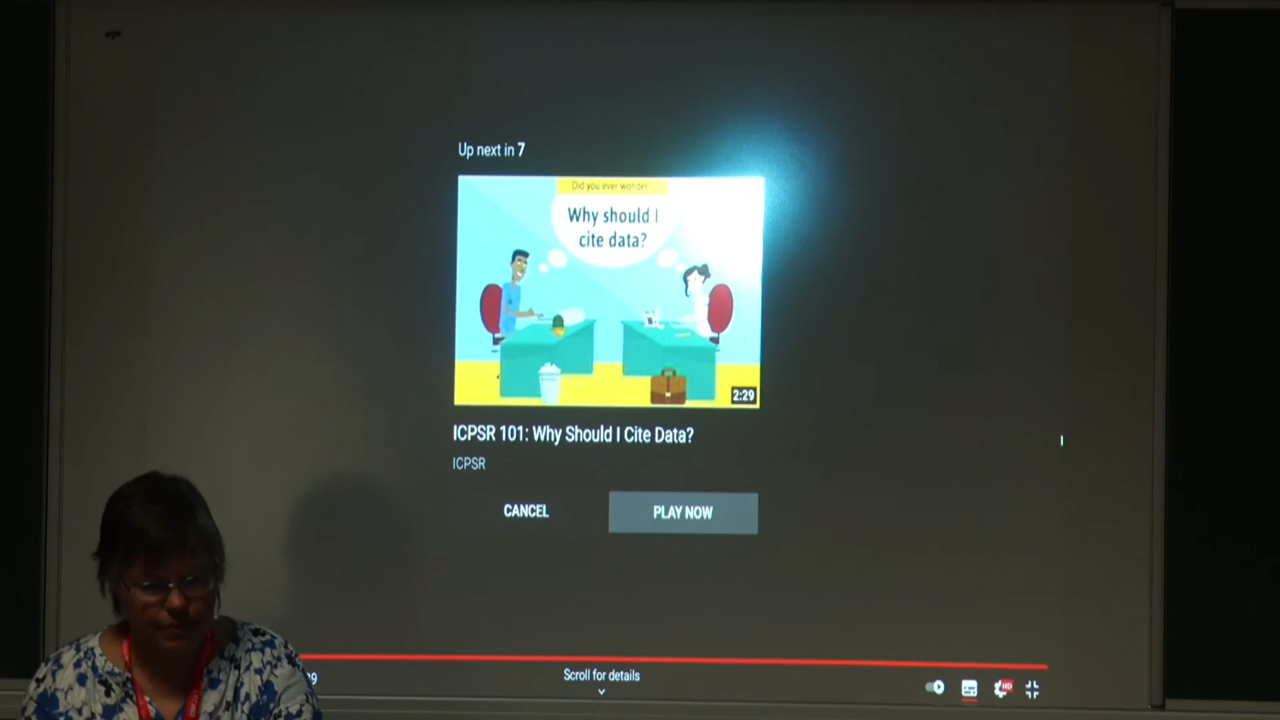 Up next in 7
Did you ever wonder
Why should I
cite data?
2:29
ICPSR 101: Why Should I Cite Data?
ICPSR
CANCEL
PLAY NOW
Scroll for details
HD